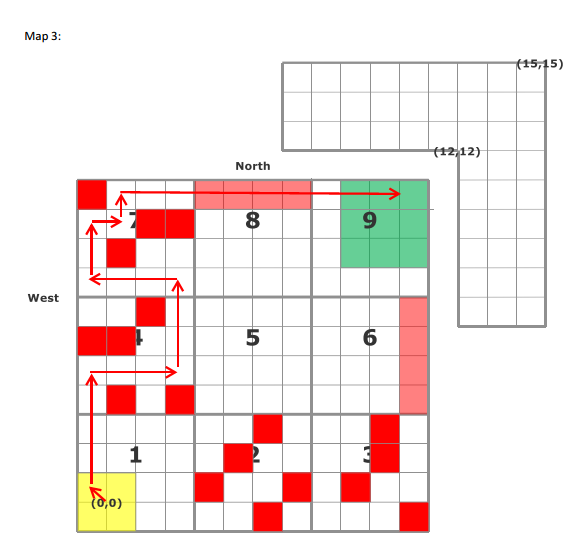 Map 3:
(15,15)
(12,12)
North
7 8 9
West
4 5 6
1 2 3
(0,0)